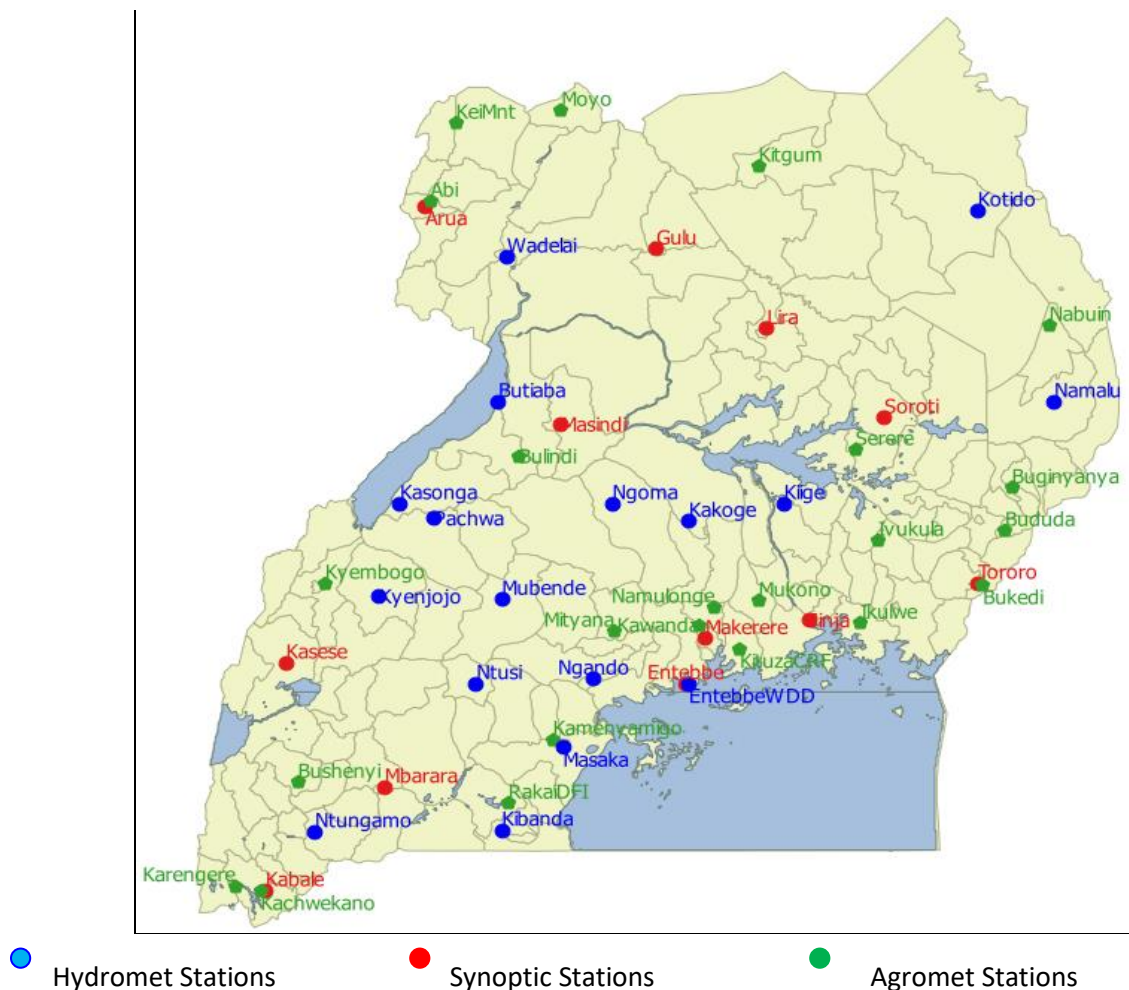 Moyo
KeiMnt
Kitgum
Abi
Kotido
Arua
Gulu
Wadelai
Lira
Nabuin
Butiaba
Namalu
Soroti
Masindi
Serere
Bulindi
Buginyanya
Kasonga
Ngoma
Kiige
Pachwa
Kakoge
Bududa
Ivukula
Kyembogo
Tororo
Mubende
Namulonge
Mukono
Bukedi
Kyenjojo
Mityana
Kawanda
Makerere
Jinja
Ikulwe
Kasese
Ntusi
Ngando
Entebbe
KituzaCRF
EntebbeWDD
Kamenyamigo
Masaka
Bushenyi
Mbarara
RakaiDFI
Ntungamo
Kibanda
Karengere
Kabale
Kachwekano
Hydromet Stations
Synoptic Stations
Agromet Stations